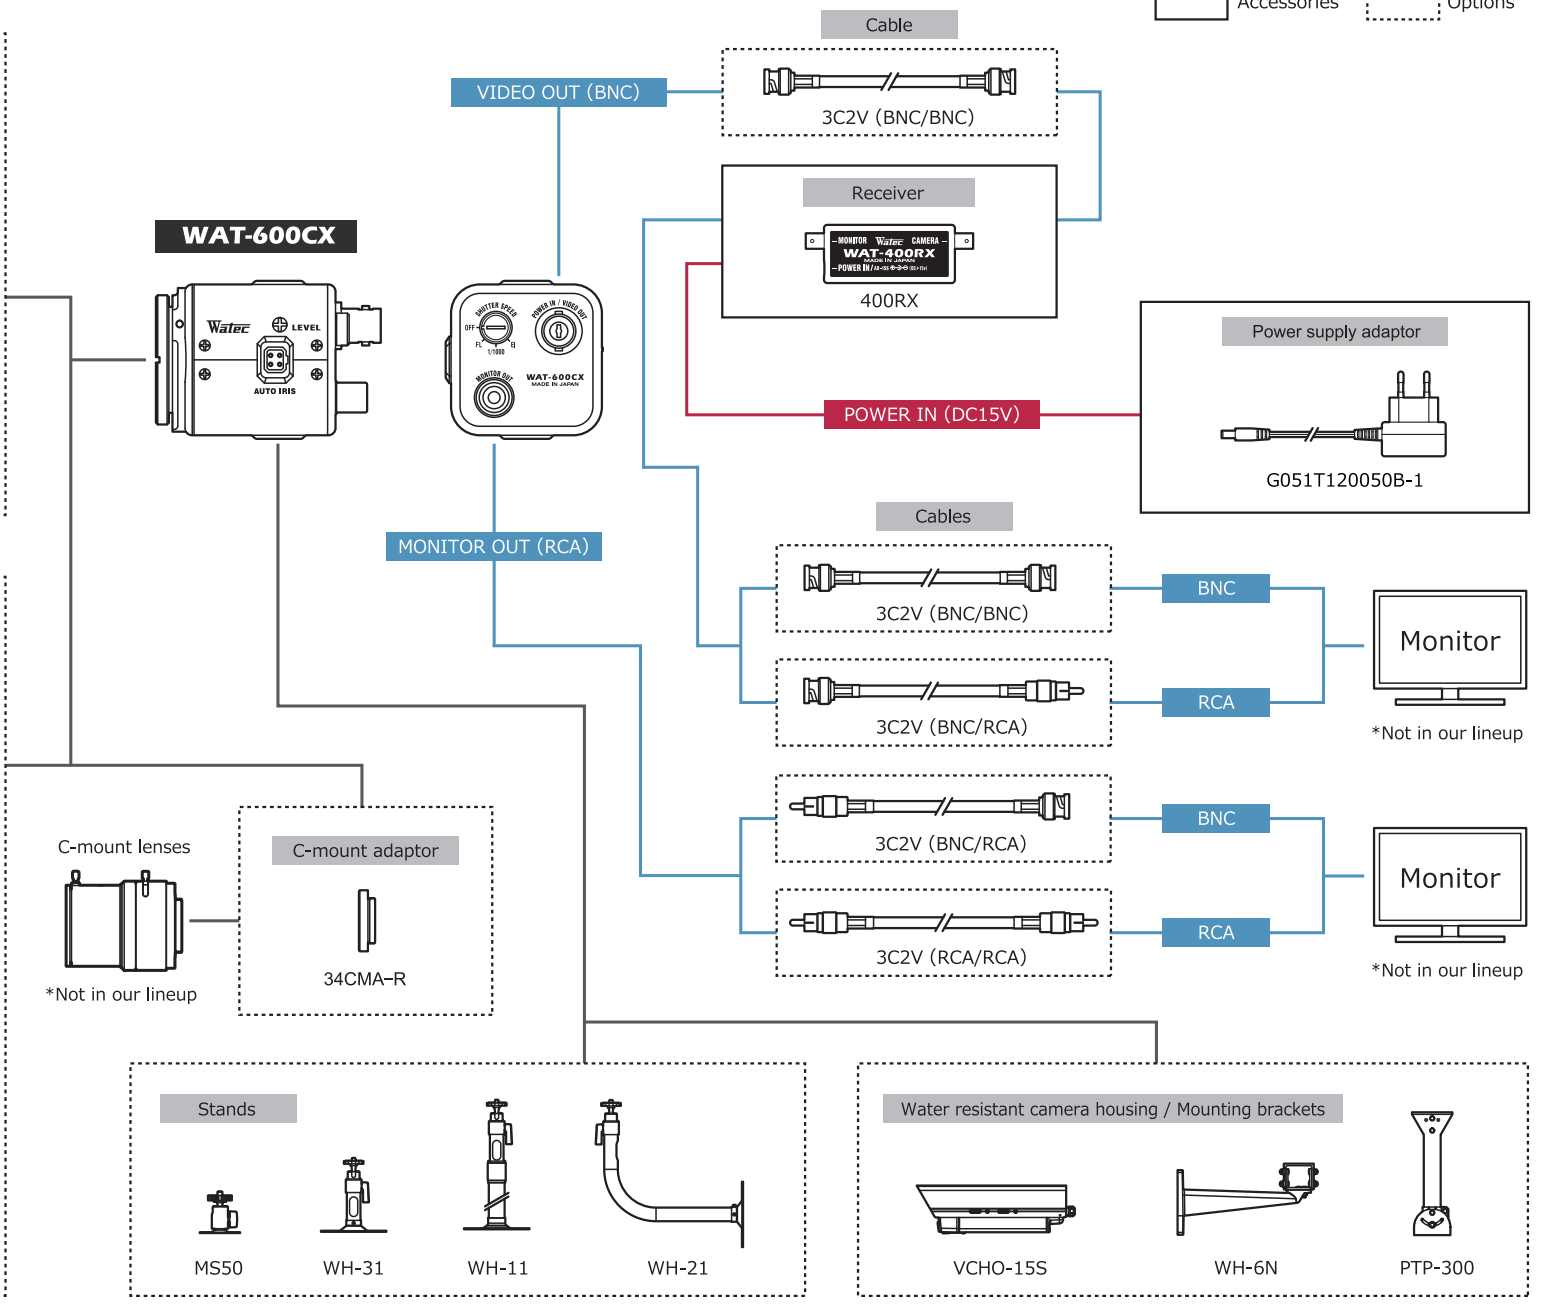 Accessories
Options
Cable
VIDEO OUT (BNC)
3C2V (BNC/BNC)
Receiver
MONITOR Watec CAMERA
WAT-400RX
MADE IN JAPAN
POWER IN/
400RX
WAT-600CX
Watec
LEVEL
AUTO IRIS
SHUTTER SPEED
OFF
FL
1/1000
EI
POWER IN / VIDEO OUT
MONITOR OUT
WAT-600CX
MADE IN JAPAN
Power supply adaptor
POWER IN (DC15V)
G051T120050B-1
Cables
MONITOR OUT (RCA)
3C2V (BNC/BNC)
BNC
Monitor
3C2V (BNC/RCA)
RCA
*Not in our lineup
3C2V (BNC/RCA)
BNC
Monitor
3C2V (RCA/RCA)
RCA
*Not in our lineup
C-mount lenses
*Not in our lineup
C-mount adaptor
34CMA-R
Stands
MS50
WH-31
WH-11
WH-21
Water resistant camera housing / Mounting brackets
VCHO-15S
WH-6N
PTP-300